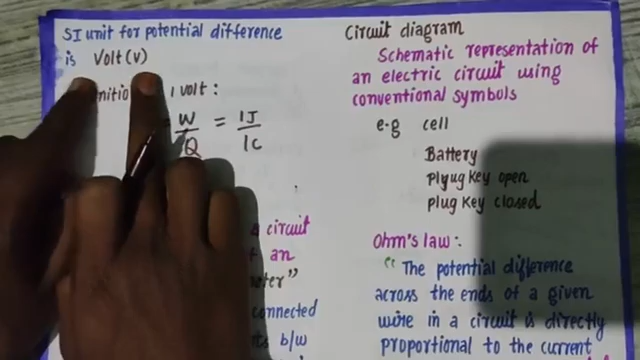 SI unit for potential difference
is Volt (V)
1 volt :
W/Q = 1J/1C
circuit
an
connected
b/w
Circuit diagram
Schematic representation of
an electric circuit using
conventional symbols
e.g cell
Battery
Plyug Key open
plug Key closed
Ohm's law :
" The potential difference
across the ends of a given
wire in a circuit is directly
proportional to the current